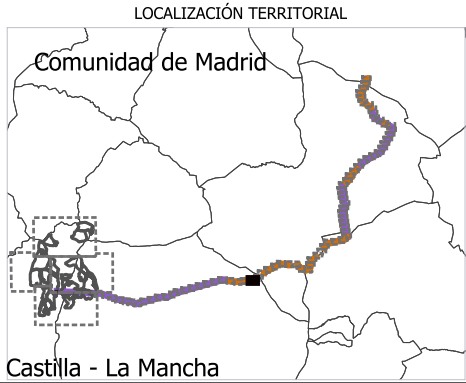 LOCALIZACIÓN TERRITORIAL
Comunidad de Madrid
Castilla - La Mancha